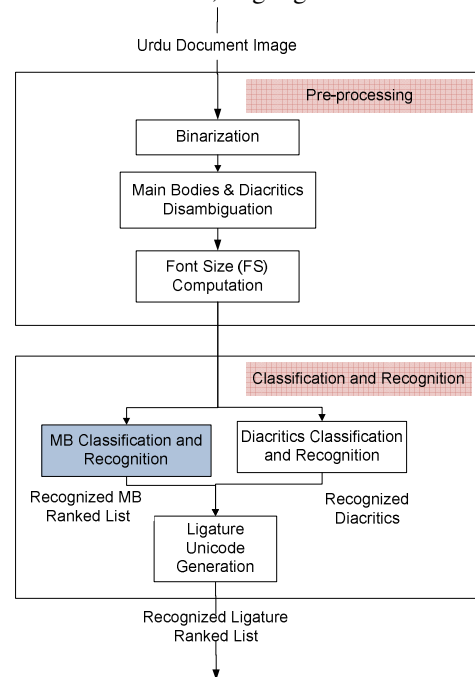 Urdu Document Image
Pre-processing
Binarization
Main Bodies & Diacritics
Disambiguation
Font Size (FS)
Computation
Classification and Recognition
MB Classification and
Recognition
Diacritics Classification
and Recognition
Recognized MB
Ranked List
Recognized
Diacritics
Ligature
Unicode
Generation
Recognized Ligature
Ranked List